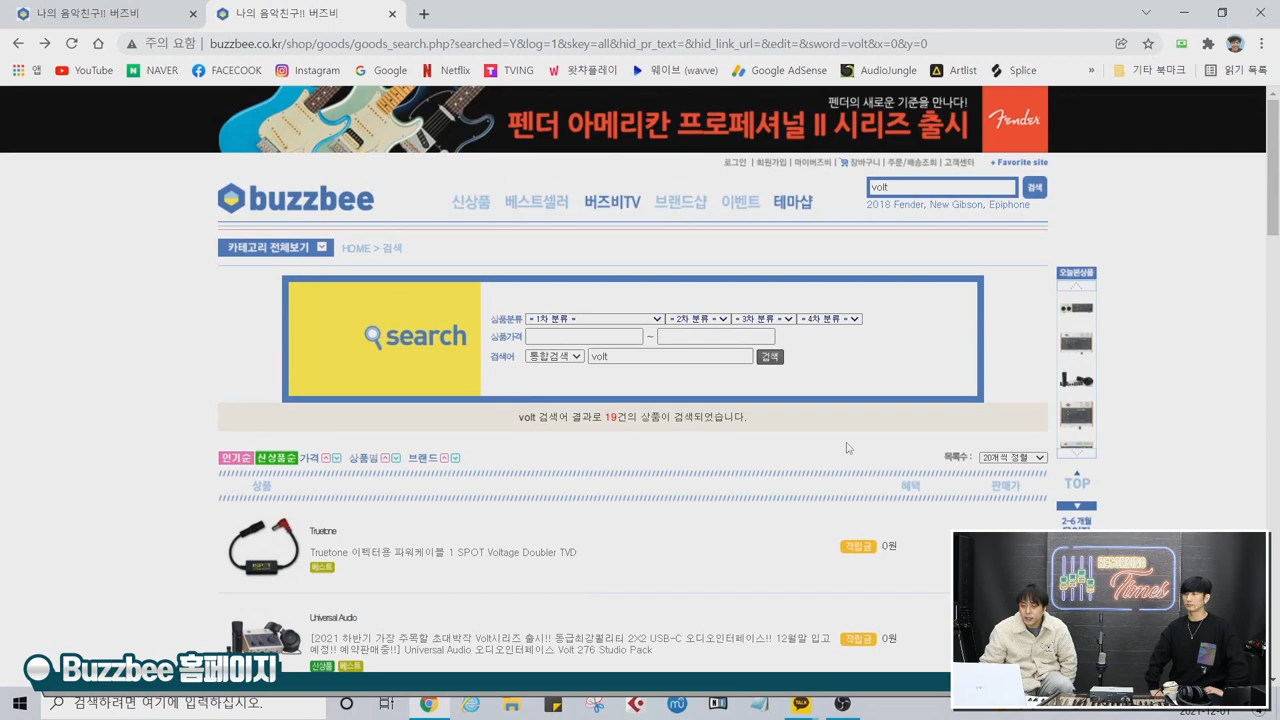 나의 음악친구!! 버즈비
나의 음악친구!! 버즈비
주의 요함 | buzzbee.co.kr/shop/goods/goods_search.php?searched=Y&log=1&skey=all&hid_pr_text=&hid_link_url=&edit=&sword=volt&x=0&y=0
앱 YouTube NAVER FACECOOK Instagram Google Netflix TVING 왓챠플레이 웨이브 (wavve) Google AdSense AudioJungle Artlist Splice » 기타 북마크 읽기 목록
펜더의 새로운 기준을 만나다!
펜더 아메리칸 프로페셔널 II 시리즈 출시
Fender
로그인 | 회원가입 | 마이버즈비 | 장바구니 | 주문/배송조회 | 고객센터 + Favorite site
buzzbee
신상품 베스트셀러 버즈비TV 브랜드샵 이벤트 테마샵
volt 검색
2018 Fender, New Gibson, Epiphone
카테고리 전체보기 HOME > 검색
오늘본상품
search
상품분류 = 1차 분류 = = 2차 분류 = = 3차 분류 = = 4차 분류 =
상품가격 ~
검색어 통합검색 volt 검색
volt 검색어 결과로 19건의 상품이 검색되었습니다.
인기순 신상품순 가격 상품명 브랜드 목록수 : 20개씩 정렬
상품 혜택 판매가
TOP
2-6 개월
Truetone
Truetone 이펙터용 파워케이블 1 SPOT Voltage Doubler TVD
적립금 0원
베스트
Universal Audio
[2021 하반기 가장 주목할 초대박작 Volt시리즈 출시!! 동급최강퀄리티 2X2 USB-C 오디오인터페이스!! 12월말 입고
예정!! 예약판매중!!] Universal Audio 오디오인터페이스 Volt 276 Studio Pack
적립금 0원
신상품 베스트
RECORDING
Times
Buzzbee 홈페이지
검색하려면 여기에 입력하십시오.
2021-12-01